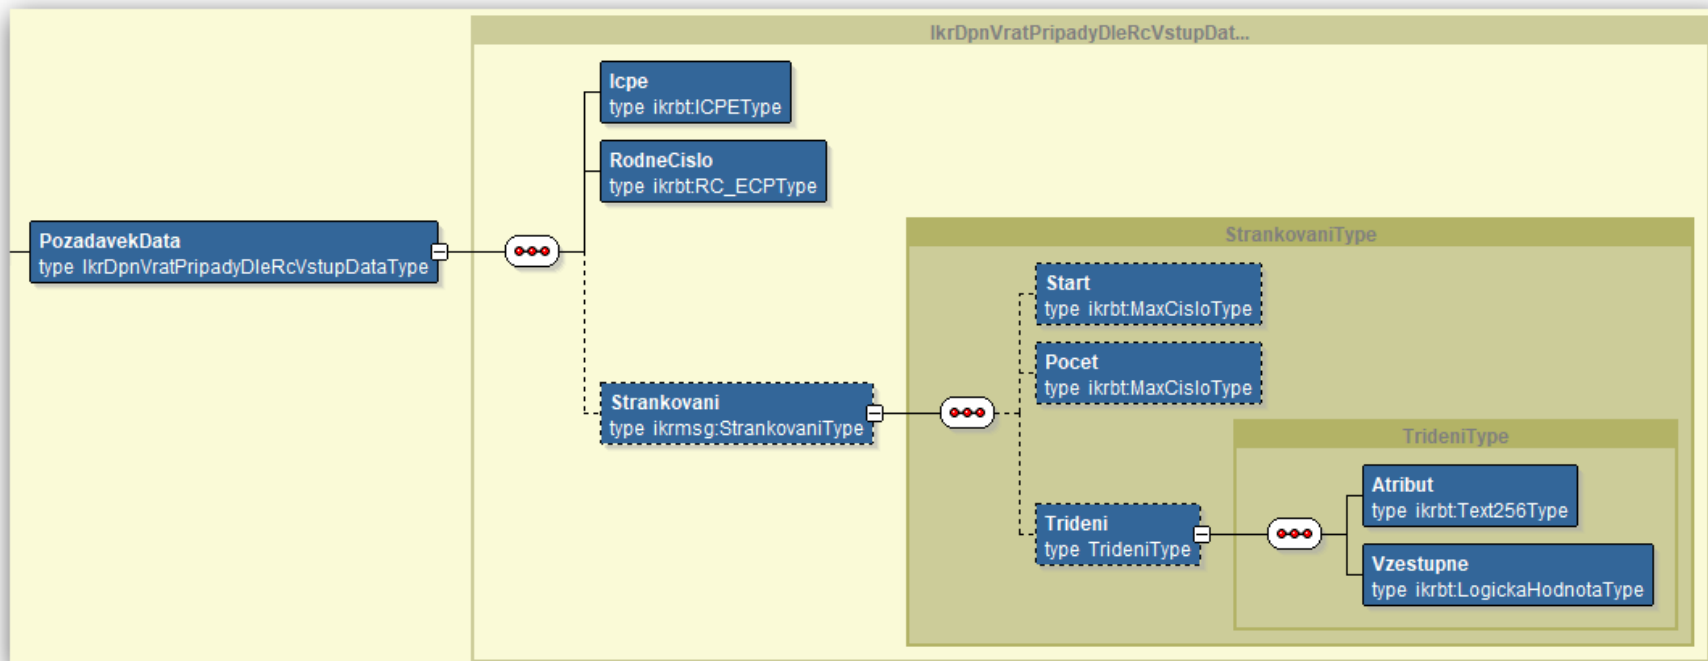 IkrDpnVratPripadyDleRcVstupDat...
Icpe
type ikrbt:ICPEType
RodneCislo
type ikrbt:RC_ECPType
PozadavekData
type IkrDpnVratPripadyDleRcVstupDataType
StrankovaniType
Start
type ikrbt:MaxCisloType
Pocet
type ikrbt:MaxCisloType
Strankovani
type ikrmsg:StrankovaniType
TrideniType
Atribut
type ikrbt:Text256Type
Trideni
type TrideniType
Vzestupne
type ikrbt:LogickaHodnotaType